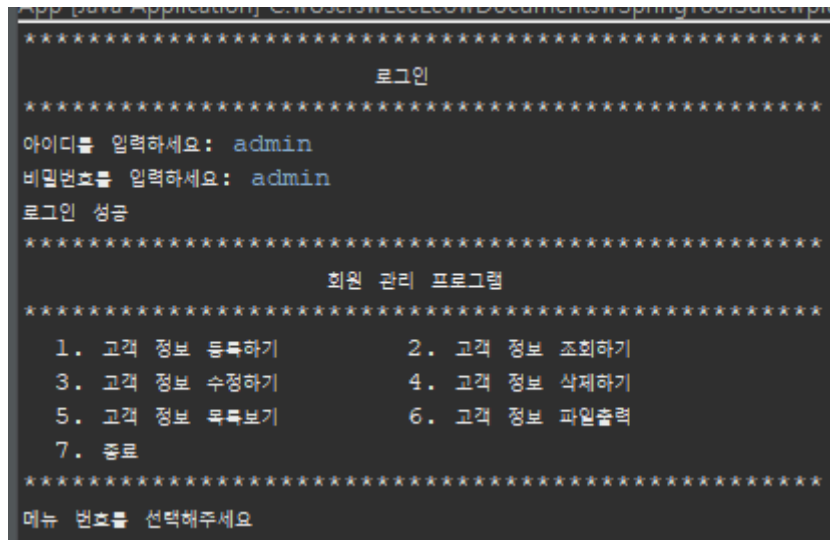 App [Java Application]
**************************************************
로그인
**************************************************
아이디를 입력하세요: admin
비밀번호를 입력하세요: admin
로그인 성공
**************************************************
회원 관리 프로그램
**************************************************
1. 고객 정보 등록하기 2. 고객 정보 조회하기
3. 고객 정보 수정하기 4. 고객 정보 삭제하기
5. 고객 정보 목록보기 6. 고객 정보 파일출력
7. 종료
**************************************************
메뉴 번호를 선택해주세요